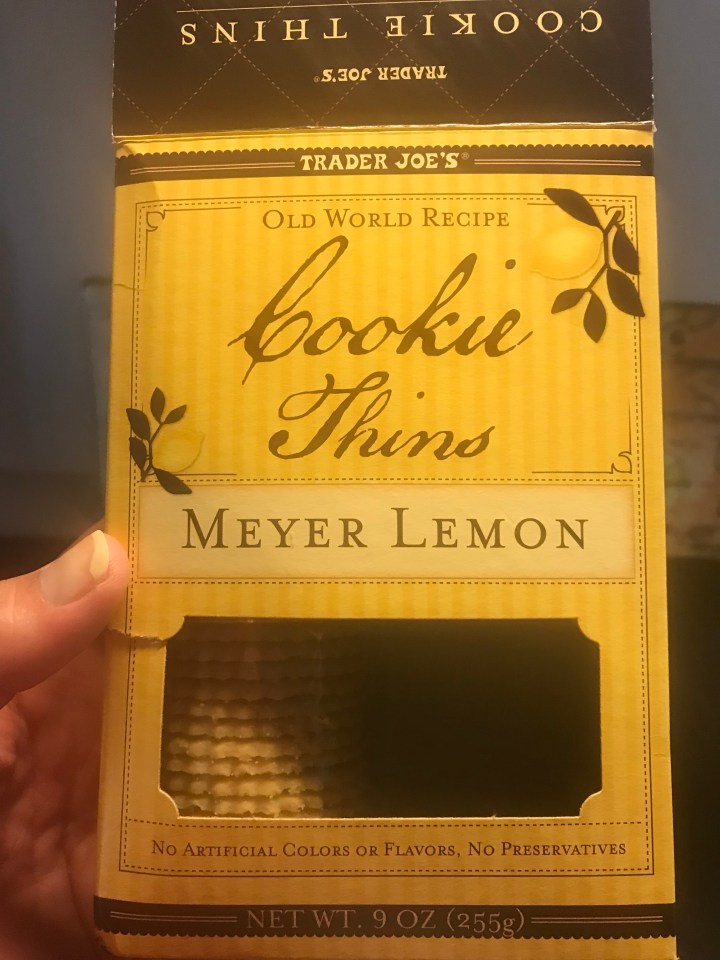 COOKIE THINS
TRADER JOE'S®
TRADER JOE'S®
OLD WORLD RECIPE
Cookie
Thins
MEYER LEMON
NO ARTIFICIAL COLORS OR FLAVORS, NO PRESERVATIVES
NET WT. 9 OZ (255g)